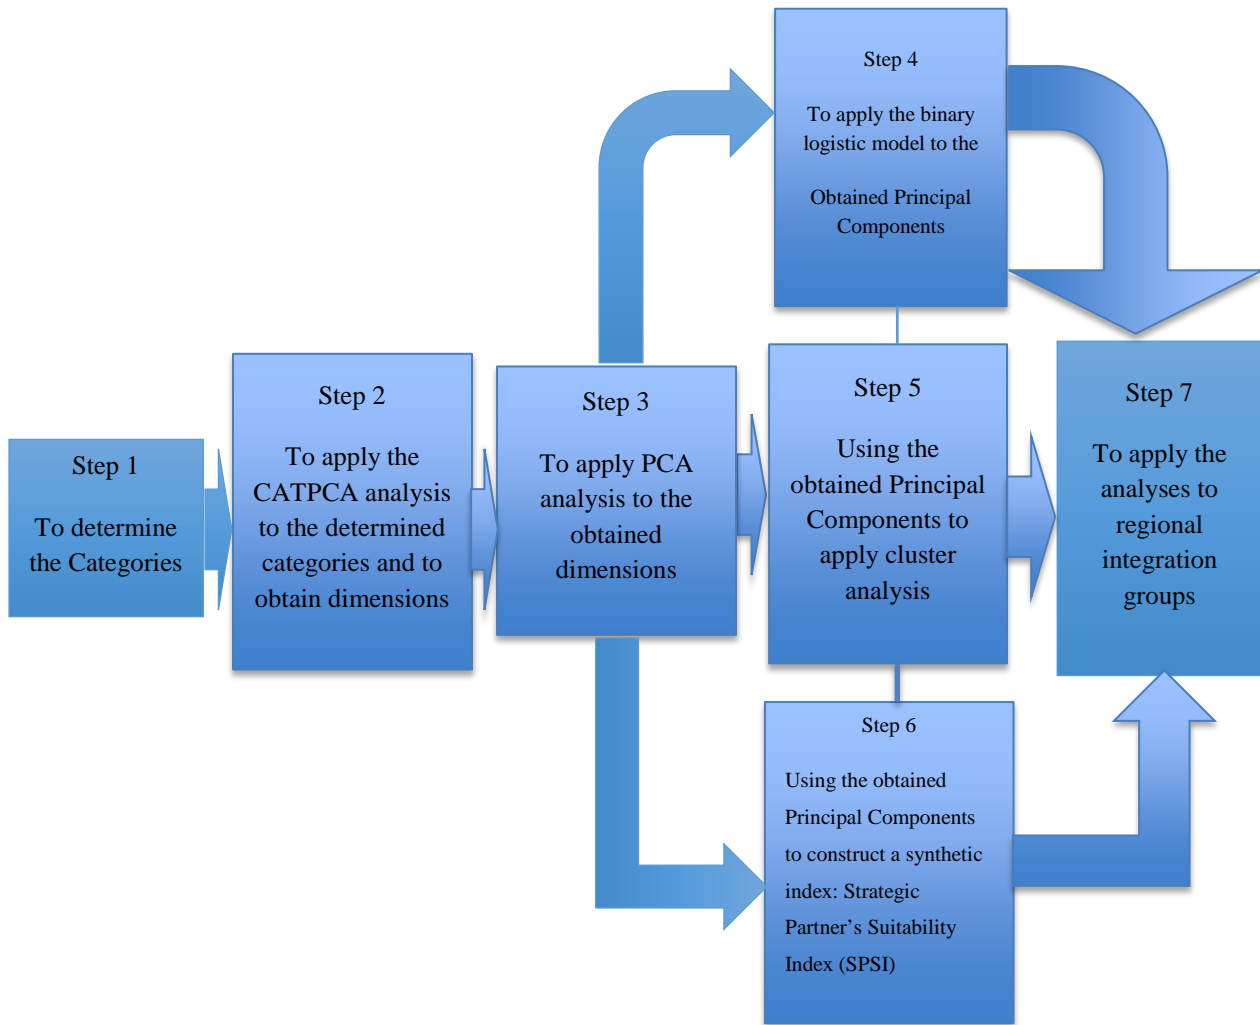 Step 1
To determine
the Categories
Step 2
To apply the
CATPCA analysis
to the determined
categories and to
obtain dimensions
Step 3
To apply PCA
analysis to the
obtained
dimensions
Step 4
To apply the binary
logistic model to the
Obtained Principal
Components
Step 5
Using the
obtained Principal
Components to
apply cluster
analysis
Step 6
Using the obtained
Principal Components
to construct a synthetic
index: Strategic
Partner’s Suitability
Index (SPSI)
Step 7
To apply the
analyses to
regional
integration
groups